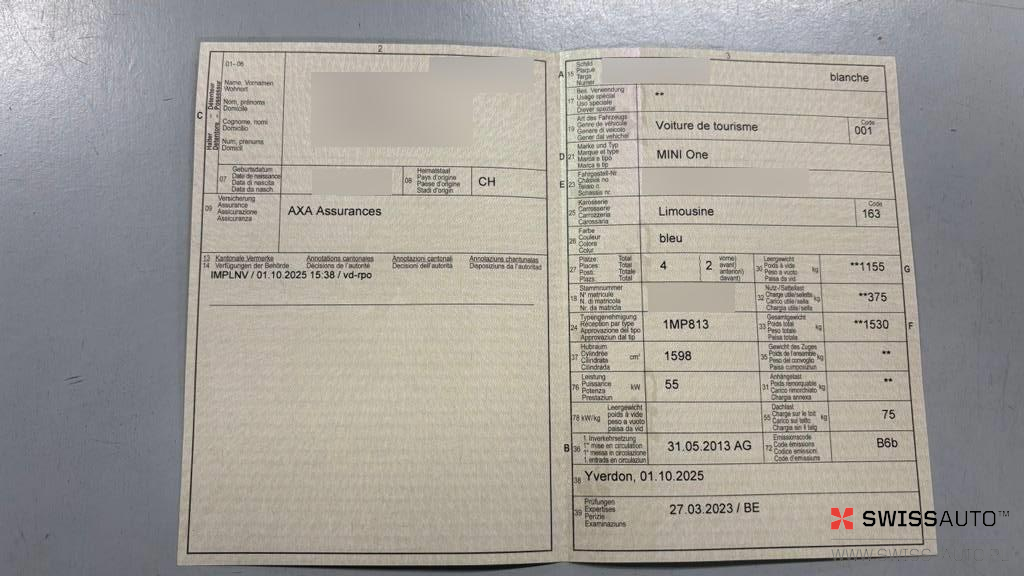 2
01–06
Name, Vornamen
Wohnort
Nom, prénoms
Domicile
Cognome, nomi
Domicilio
Num, prenums
Domicil
C
Halter - Détenteur
Detentore - Possessur
07 Geburtsdatum
Date de naissance
Data di nascita
Data da nasch.
08 Heimatstaat
Pays d'origine
Paese d'origine
Stadi d'origin
CH
09 Versicherung
Assurance
Assicurazione
Assicuranza
AXA Assurances
13 Kantonale Vermerke Annotations cantonales Annotazioni cantonali Annotaziuns chantunalas
14 Verfügungen der Behörde Décisions de l'autorité Decisioni dell'autorità Disposiziuns da l'autoritad
IMPLNV / 01.10.2025 15:38 / vd-rpo
3
A 15 Schild
Plaque
Targa
Numer
blanche
17 Bes. Verwendung
Usage spécial
Uso speciale
Diever spezial
**
19 Art des Fahrzeugs
Genre de véhicule
Genere di veicolo
Gener dal vehichel
Voiture de tourisme
Code
001
D 21 Marke und Typ
Marque et type
Marca e tipo
Marca e tip
MINI One
E 23 Fahrgestell-Nr.
Châssis no
Telaio n.
Schassis nr.
25 Karosserie
Carrosserie
Carrozzeria
Carossaria
Limousine
Code
163
26 Farbe
Couleur
Colore
Colur
bleu
27 Plätze: Total
Places: Total
Posti: Totale
Plazs: Total
4 2
vorne)
avant)
anteriori)
davant)
30 Leergewicht
Poids à vide
Peso a vuoto
Paisa da vid
kg
**1155
G
18 Stammnummer
N° matricule
N. di matricola
Nr. da matricla
32 Nutz-/Sattellast
Charge utile/sellette
Carico utile/sella
Chargia utila/sella
kg
**375
24 Typengenehmigung
Réception par type
Approvazione del tipo
Approvaziun dal tip
1MP813
33 Gesamtgewicht
Poids total
Peso totale
Paisa totala
kg
**1530
F
37 Hubraum
Cylindrée
Cilindrata
Cilindrada
cm³
1598
35 Gewicht des Zuges
Poids de l'ensemble
Peso del convoglio
Paisa cumposiziun
kg
**
76 Leistung
Puissance
Potenza
Prestaziun
kW
55
31 Anhängelast
Poids remorquable
Carico rimorchiato
Chargia annexa
kg
**
78 kW/kg Leergewicht
poids à vide
peso a vuoto
paisa da vid
55 Dachlast
Charge sur le toit
Carico sul tetto
Chargia sin il tetg
kg
75
B 36 1. Inverkehrsetzung
1re mise en circulation
1a messa in circolazione
1. entrada en circulaziun
31.05.2013 AG
72 Emissionscode
Code émissions
Codice emissioni
Code d'emissiuns
B6b
38 Yverdon, 01.10.2025
39 Prüfungen
Expertises
Perizie
Examinaziuns
27.03.2023 / BE
SWISSAUTO™